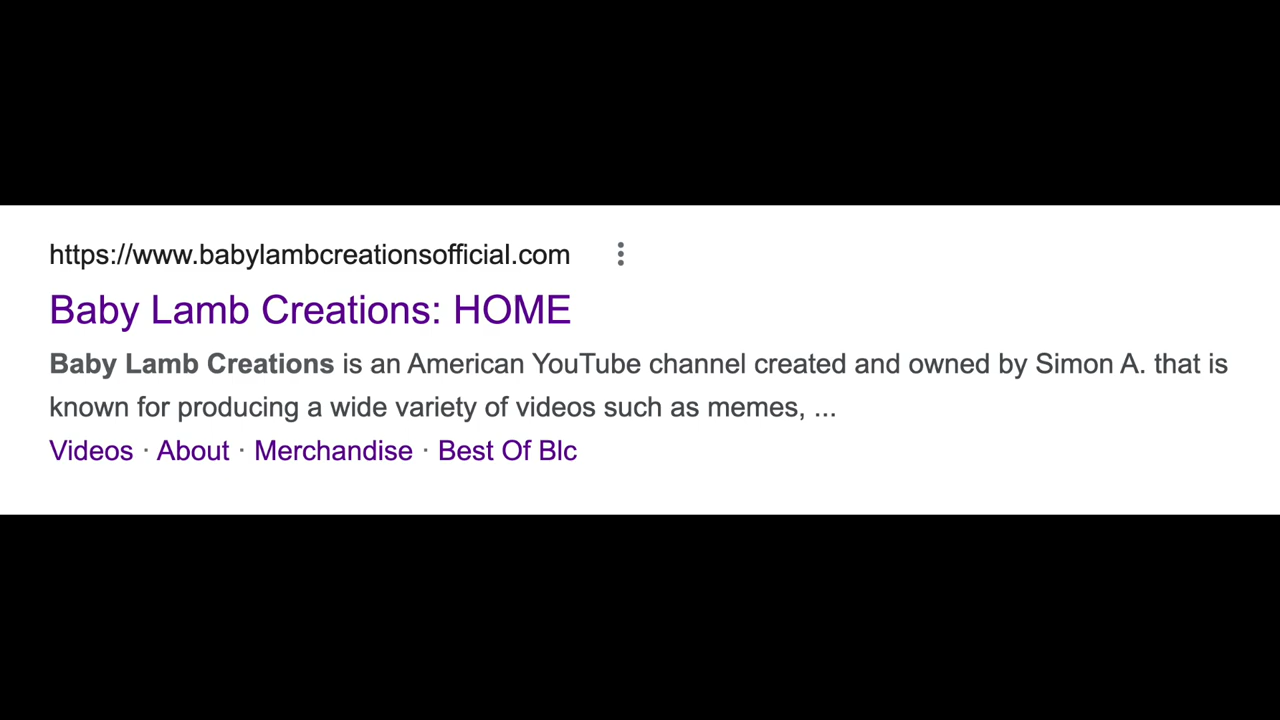 https://www.babylambcreationsofficial.com
Baby Lamb Creations: HOME
Baby Lamb Creations is an American YouTube channel created and owned by Simon A. that is
known for producing a wide variety of videos such as memes, ...
Videos · About · Merchandise · Best Of Blc